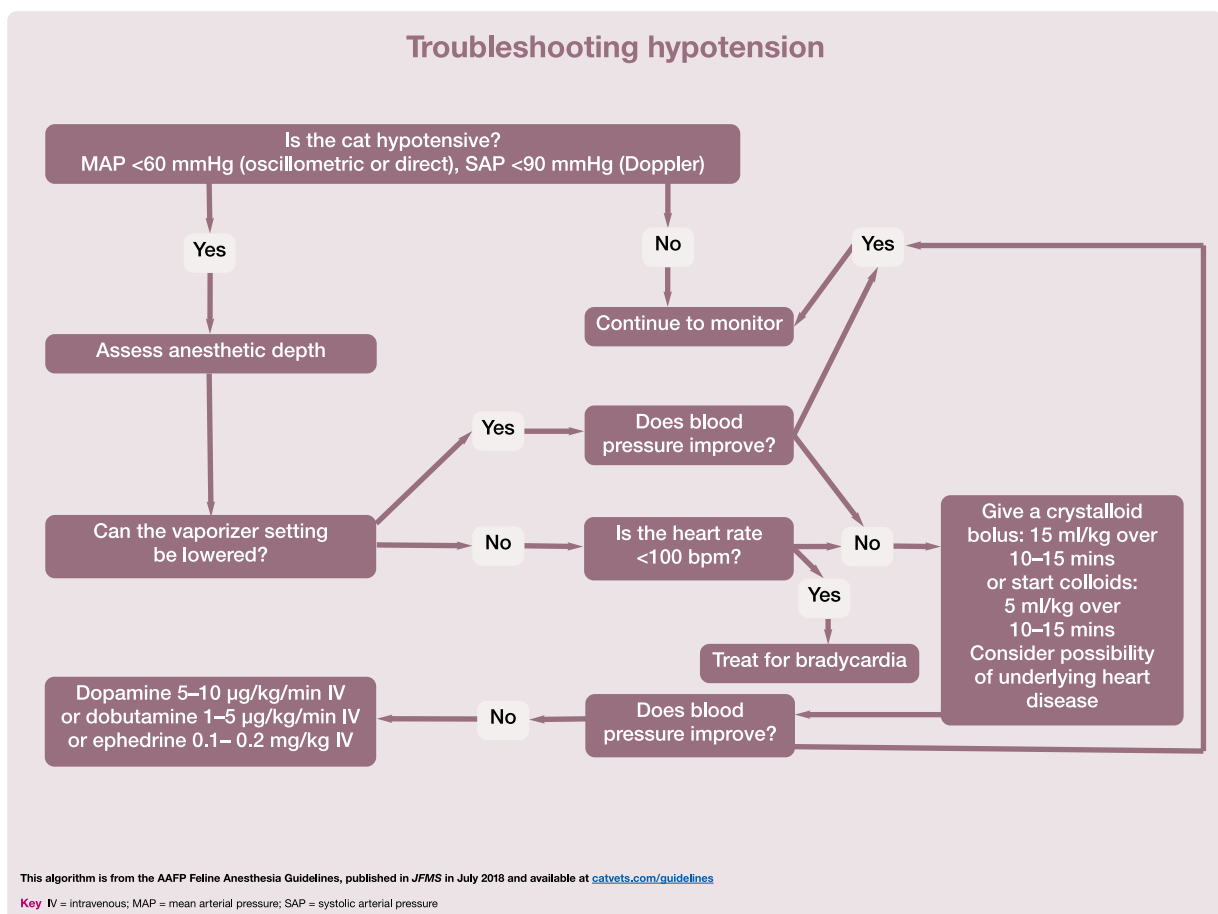 Troubleshooting hypotension
Is the cat hypotensive?
MAP <60 mmHg (oscillometric or direct), SAP <90 mmHg (Doppler)
Yes
No
Yes
Continue to monitor
Assess anesthetic depth
Yes
Does blood
pressure improve?
Can the vaporizer setting
be lowered?
No
Is the heart rate
<100 bpm?
No
Yes
Treat for bradycardia
Give a crystalloid
bolus: 15 ml/kg over
10–15 mins
or start colloids:
5 ml/kg over
10–15 mins
Consider possibility
of underlying heart
disease
Does blood
pressure improve?
No
Dopamine 5–10 µg/kg/min IV
or dobutamine 1–5 µg/kg/min IV
or ephedrine 0.1– 0.2 mg/kg IV
This algorithm is from the AAFP Feline Anesthesia Guidelines, published in JFMS in July 2018 and available at catvets.com/guidelines
Key IV = intravenous; MAP = mean arterial pressure; SAP = systolic arterial pressure